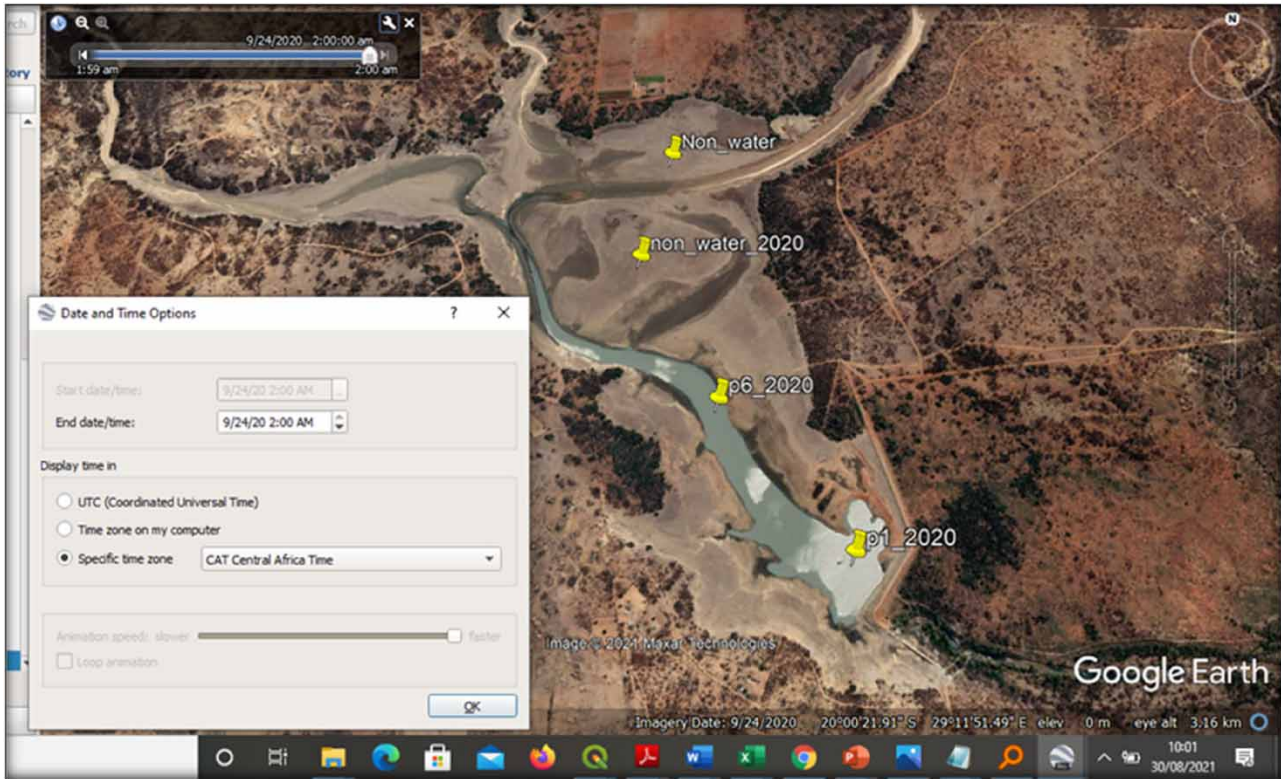 rch
9/24/2020 2:00:00 am
1:59 am
2:00 am
tory
Non_water
non_water_2020
p6_2020
p1_2020
Date and Time Options
Start date/time:
9/24/20 2:00 AM
End date/time:
9/24/20 2:00 AM
Display time in
UTC (Coordinated Universal Time)
Time zone on my computer
Specific time zone
CAT Central Africa Time
Animation speed: slower
faster
Loop animation
OK
N
Image © 2021 Maxar Technologies
Google Earth
Imagery Date: 9/24/2020 20°00'21.91" S 29°11'51.49" E elev 0 m eye alt 3.16 km
10:01
30/08/2021